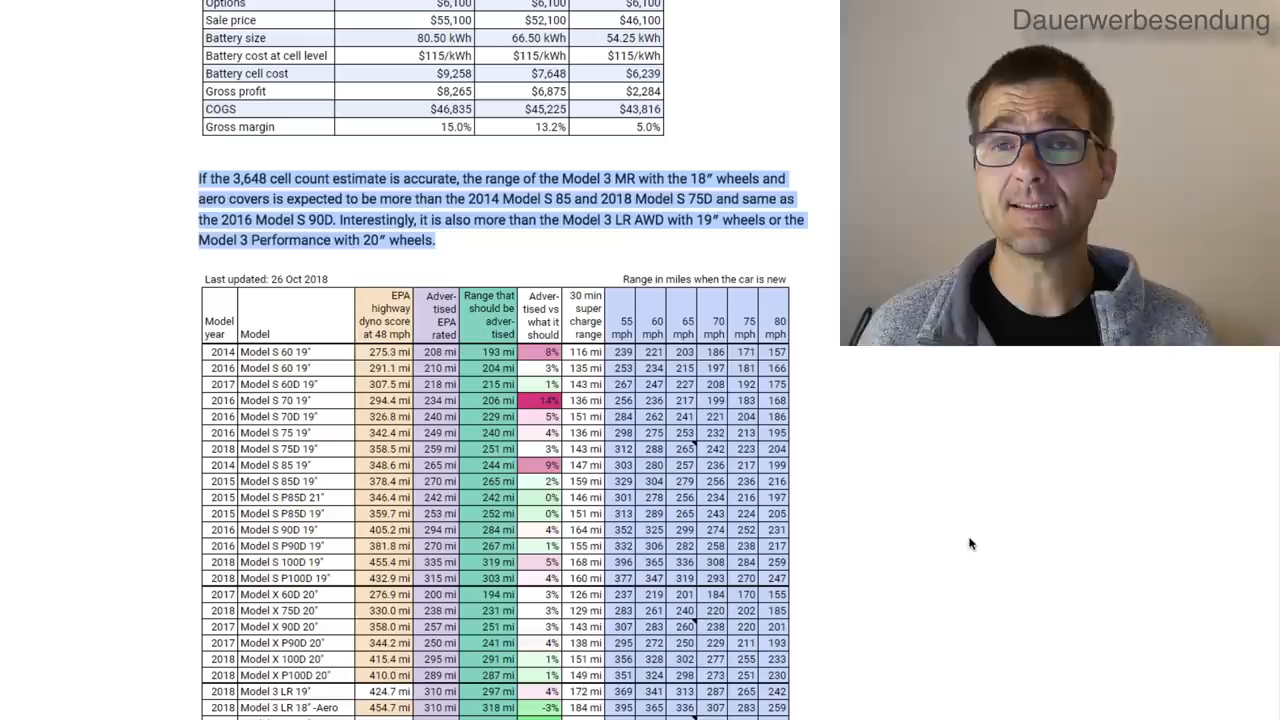 Options $6,100 $6,100 $6,100
Sale price $55,100 $52,100 $46,100
Battery size 80.50 kWh 66.50 kWh 54.25 kWh
Battery cost at cell level $115/kWh $115/kWh $115/kWh
Battery cell cost $9,258 $7,648 $6,239
Gross profit $8,265 $6,875 $2,284
COGS $46,835 $45,225 $43,816
Gross margin 15.0% 13.2% 5.0%
Dauerwerbesendung
If the 3,648 cell count estimate is accurate, the range of the Model 3 MR with the 18″ wheels and
aero covers is expected to be more than the 2014 Model S 85 and 2018 Model S 75D and same as
the 2016 Model S 90D. Interestingly, it is also more than the Model 3 LR AWD with 19″ wheels or the
Model 3 Performance with 20″ wheels.
Last updated: 26 Oct 2018 Range in miles when the car is new
Model year Model EPA highway dyno score at 48 mph Adver-tised EPA rated Range that should be adver-tised Adver-tised vs what it should 30 min super charge range 55 mph 60 mph 65 mph 70 mph 75 mph 80 mph
2014 Model S 60 19" 275.3 mi 208 mi 193 mi 8% 116 mi 239 221 203 186 171 157
2016 Model S 60 19" 291.1 mi 210 mi 204 mi 3% 135 mi 253 234 215 197 181 166
2017 Model S 60D 19" 307.5 mi 218 mi 215 mi 1% 143 mi 267 247 227 208 192 175
2016 Model S 70 19" 294.4 mi 234 mi 206 mi 14% 136 mi 256 236 217 199 183 168
2016 Model S 70D 19" 326.8 mi 240 mi 229 mi 5% 151 mi 284 262 241 221 204 186
2016 Model S 75 19" 342.4 mi 249 mi 240 mi 4% 136 mi 298 275 253 232 213 195
2018 Model S 75D 19" 358.5 mi 259 mi 251 mi 3% 143 mi 312 288 265 242 223 204
2014 Model S 85 19" 348.6 mi 265 mi 244 mi 9% 147 mi 303 280 257 236 217 199
2015 Model S 85D 19" 378.4 mi 270 mi 265 mi 2% 159 mi 329 304 279 256 236 216
2015 Model S P85D 21" 346.4 mi 242 mi 242 mi 0% 146 mi 301 278 256 234 216 197
2015 Model S P85D 19" 359.7 mi 253 mi 252 mi 0% 151 mi 313 289 265 243 224 205
2016 Model S 90D 19" 405.2 mi 294 mi 284 mi 4% 164 mi 352 325 299 274 252 231
2016 Model S P90D 19" 381.8 mi 270 mi 267 mi 1% 155 mi 332 306 282 258 238 217
2018 Model S 100D 19" 455.4 mi 335 mi 319 mi 5% 168 mi 396 365 336 308 284 259
2018 Model S P100D 19" 432.9 mi 315 mi 303 mi 4% 160 mi 377 347 319 293 270 247
2017 Model X 60D 20" 276.9 mi 200 mi 194 mi 3% 126 mi 237 219 201 184 170 155
2018 Model X 75D 20" 330.0 mi 238 mi 231 mi 3% 129 mi 283 261 240 220 202 185
2017 Model X 90D 20" 358.0 mi 257 mi 251 mi 3% 143 mi 307 283 260 238 220 201
2017 Model X P90D 20" 344.2 mi 250 mi 241 mi 4% 138 mi 295 272 250 229 211 193
2018 Model X 100D 20" 415.4 mi 295 mi 291 mi 1% 151 mi 356 328 302 277 255 233
2018 Model X P100D 20" 410.0 mi 289 mi 287 mi 1% 149 mi 351 324 298 273 251 230
2018 Model 3 LR 19" 424.7 mi 310 mi 297 mi 4% 172 mi 369 341 313 287 265 242
2018 Model 3 LR 18" -Aero 454.7 mi 310 mi 318 mi -3% 184 mi 395 365 336 307 283 259